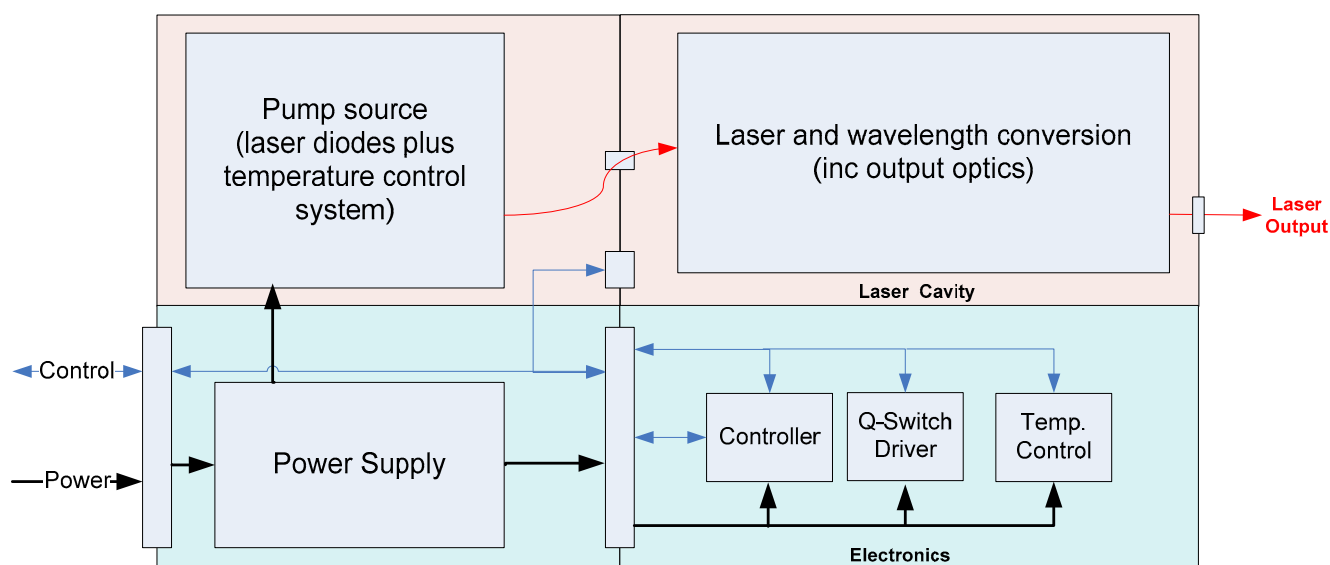 Pump source
(laser diodes plus
temperature control
system)
Laser and wavelength conversion
(inc output optics)
Laser
Output
Laser Cavity
Control
Power
Power Supply
Controller
Q-Switch
Driver
Temp.
Control
Electronics